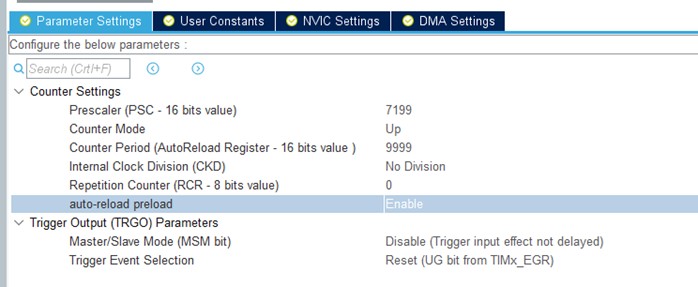 Parameter Settings User Constants NVIC Settings DMA Settings
Configure the below parameters :
Search (Crtl+F)
Counter Settings
Prescaler (PSC - 16 bits value) 7199
Counter Mode Up
Counter Period (AutoReload Register - 16 bits value ) 9999
Internal Clock Division (CKD) No Division
Repetition Counter (RCR - 8 bits value) 0
auto-reload preload Enable
Trigger Output (TRGO) Parameters
Master/Slave Mode (MSM bit) Disable (Trigger input effect not delayed)
Trigger Event Selection Reset (UG bit from TIMx_EGR)